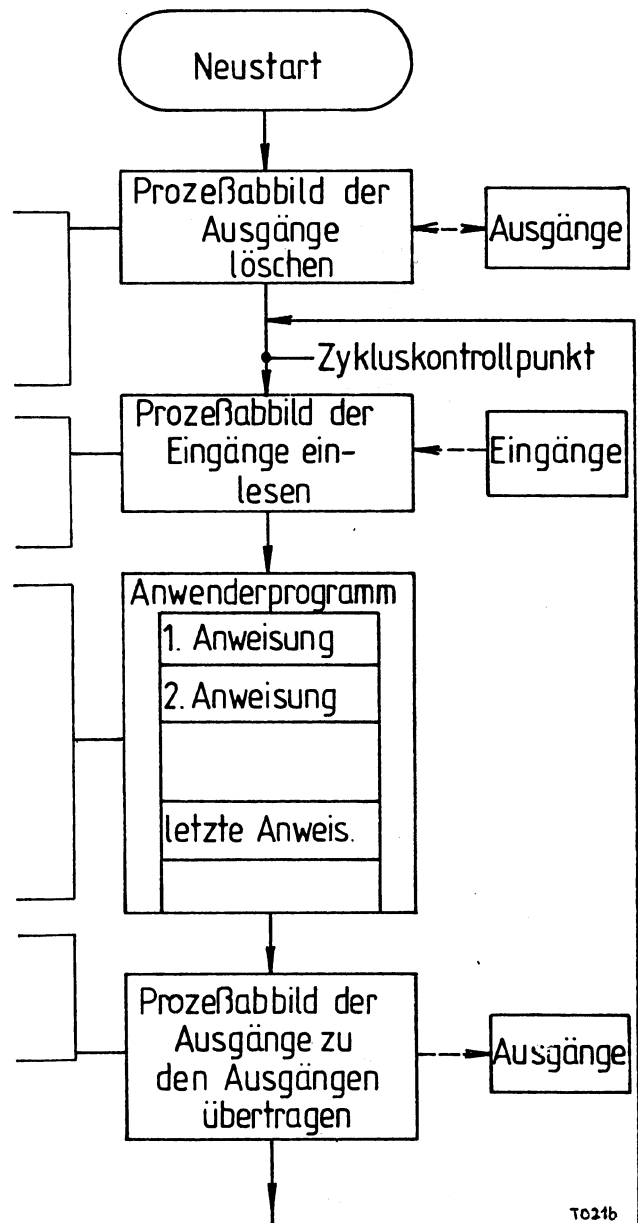 Neustart
Prozeßabbild der
Ausgänge
löschen
Ausgänge
Zykluskontrollpunkt
Prozeßabbild der
Eingänge ein-
lesen
Eingänge
Anwenderprogramm
1. Anweisung
2. Anweisung
letzte Anweis.
Prozeßabbild der
Ausgänge zu
den Ausgängen
übertragen
Ausgänge
T021b